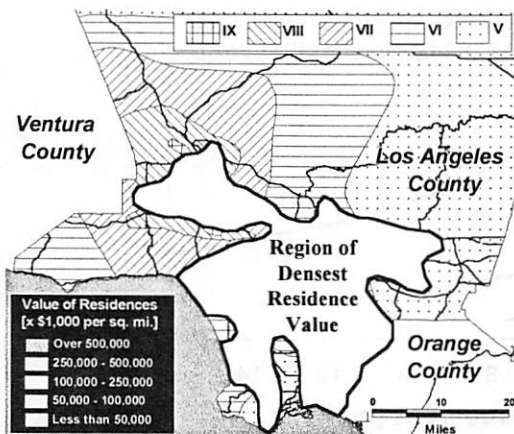 IX VIII VII VI V
Ventura
County
Los Angeles
County
Region of
Densest
Residence
Value
Value of Residences
[x $1,000 per sq. mi.]
Over 500,000
250,000 - 500,000
100,000 - 250,000
50,000 - 100,000
Less than 50,000
Orange
County
0 10 20
Miles